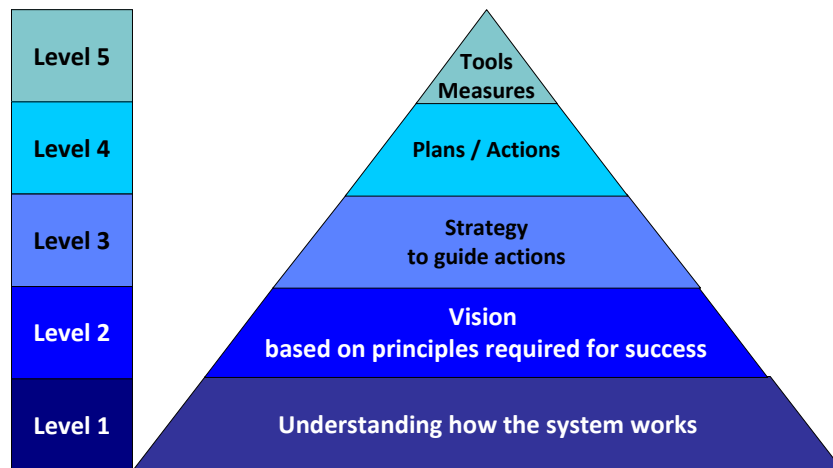 Level 5
Tools
Measures
Level 4
Plans / Actions
Level 3
Strategy
to guide actions
Level 2
Vision
based on principles required for success
Level 1
Understanding how the system works